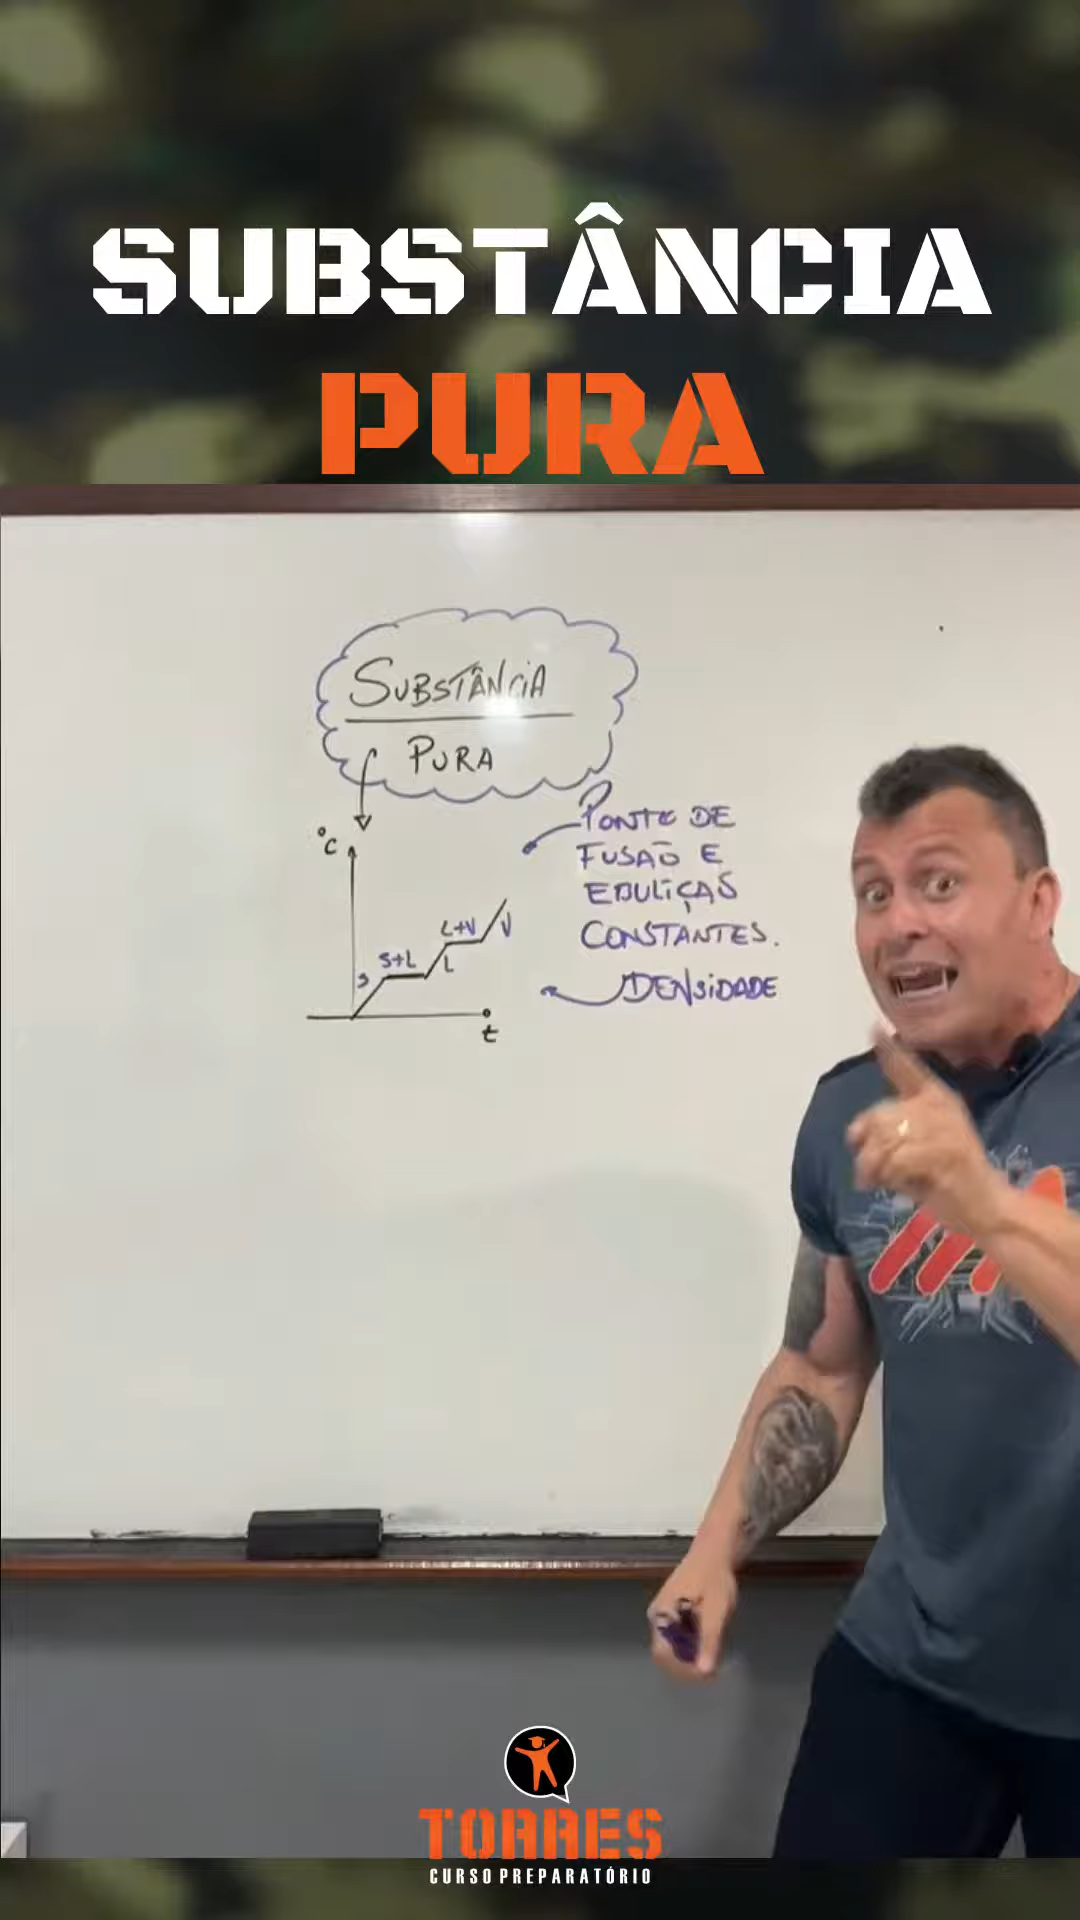 SUBSTÂNCIA
PURA
SUBSTÂNCIA
PURA
°C
S
S+L
L
L+V
V
t
PONTO DE
FUSÃO E
EBULIÇÃO
CONSTANTES.
DENSIDADE
TORRES
CURSO PREPARATÓRIO